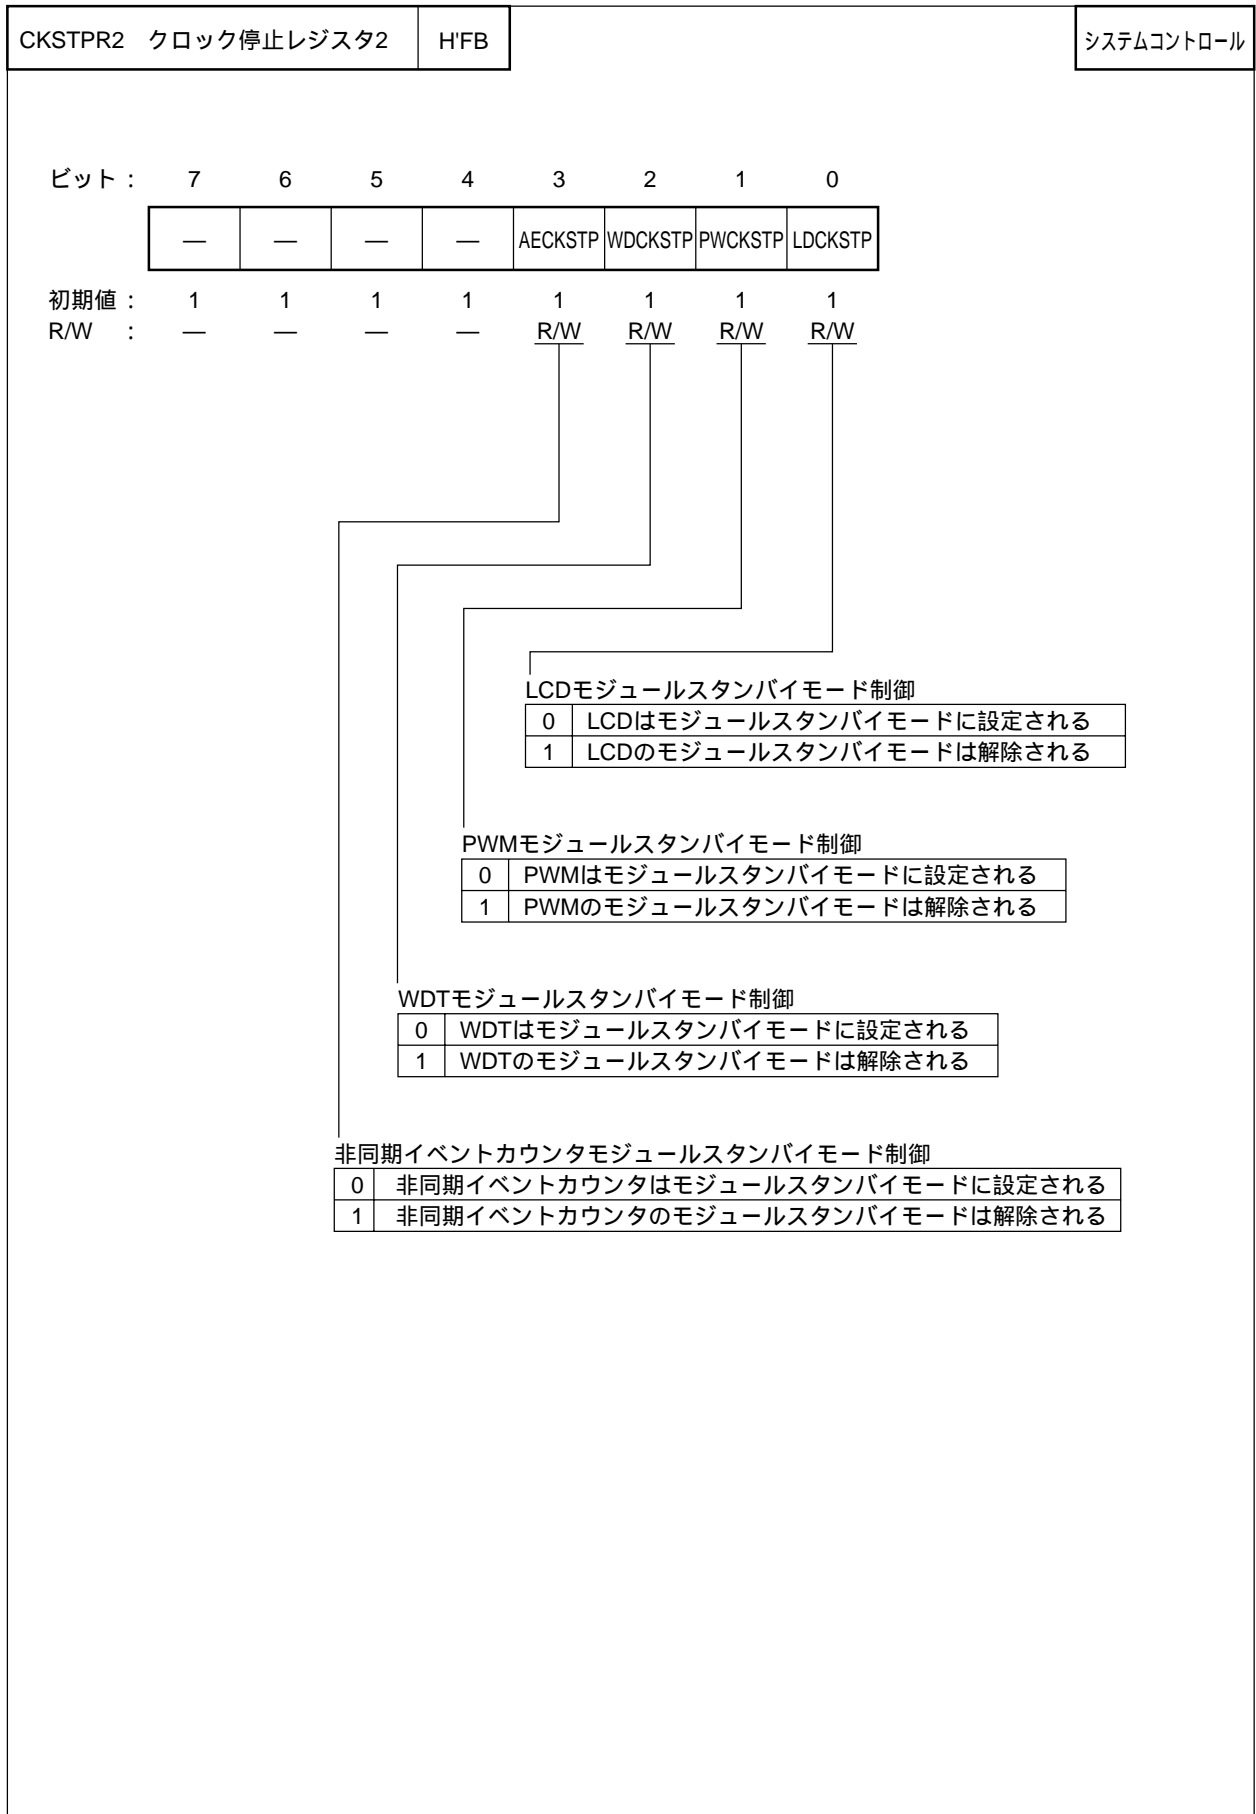 CKSTPR2 クロック停止レジスタ2 H'FB システムコントロール
ビット： 7 6 5 4 3 2 1 0
— — — — AECKSTP WDCKSTP PWCKSTP LDCKSTP
初期値： 1 1 1 1 1 1 1 1
R/W ： — — — — R/W R/W R/W R/W
LCDモジュールスタンバイモード制御
0 LCDはモジュールスタンバイモードに設定される
1 LCDのモジュールスタンバイモードは解除される
PWMモジュールスタンバイモード制御
0 PWMはモジュールスタンバイモードに設定される
1 PWMのモジュールスタンバイモードは解除される
WDTモジュールスタンバイモード制御
0 WDTはモジュールスタンバイモードに設定される
1 WDTのモジュールスタンバイモードは解除される
非同期イベントカウンタモジュールスタンバイモード制御
0 非同期イベントカウンタはモジュールスタンバイモードに設定される
1 非同期イベントカウンタのモジュールスタンバイモードは解除される